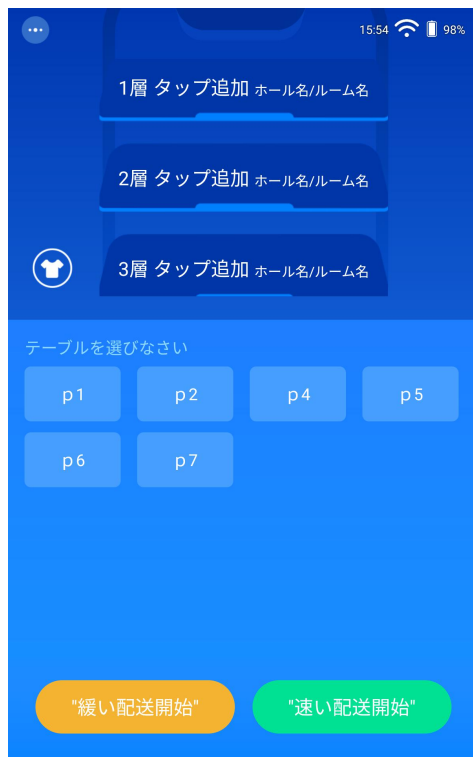 15:54 98%
1層 タップ追加 ホール名/ルーム名
2層 タップ追加 ホール名/ルーム名
3層 タップ追加 ホール名/ルーム名
テーブルを選びなさい
p1 p2 p4 p5
p6 p7
"緩い配送開始" "速い配送開始"